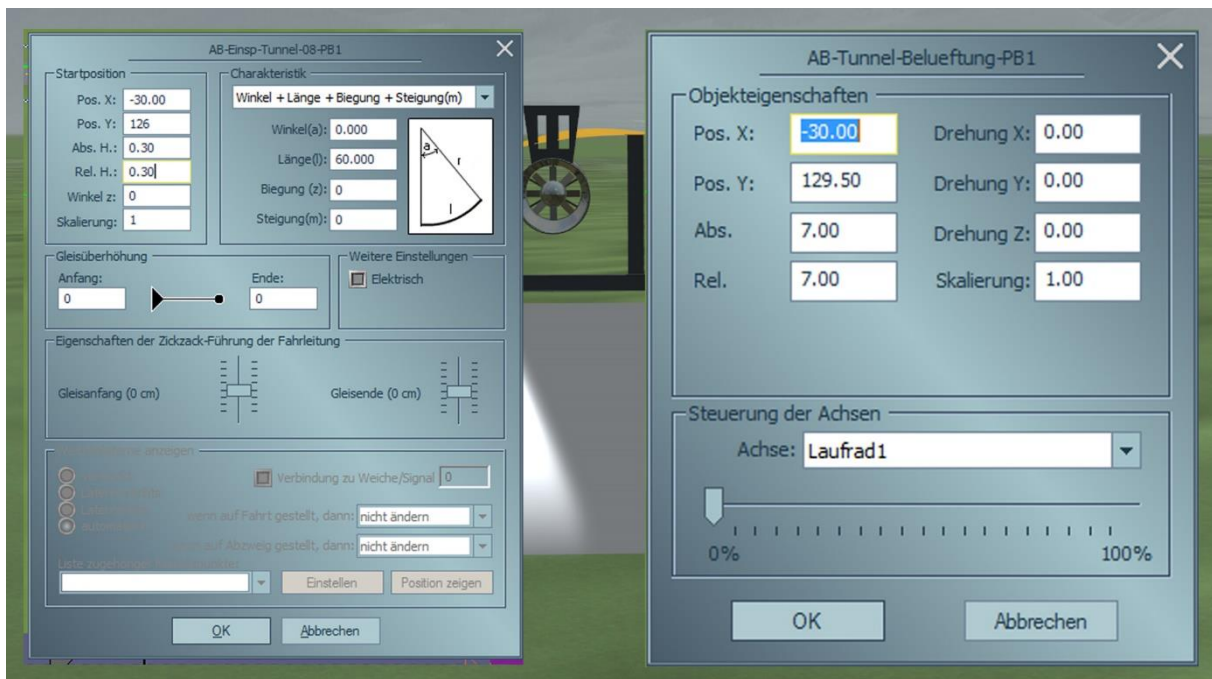 AB-Einsp-Tunnel-08-PB1
Startposition
Pos. X: -30.00
Pos. Y: 126
Abs. H.: 0.30
Rel. H.: 0.30
Winkel z: 0
Skalierung: 1
Charakteristik
Winkel + Länge + Biegung + Steigung(m)
Winkel(a): 0.000
Länge(l): 60.000
Biegung (z): 0
Steigung(m): 0
a
r
l
Gleisüberhöhung
Anfang: Ende:
0 0
Weitere Einstellungen
Elektrisch
Eigenschaften der Zickzack-Führung der Fahrleitung
Gleisanfang (0 cm) Gleisende (0 cm)
anzeigen
Verbindung zu Weiche/Signal 0
wenn auf Fahrt gestellt, dann: nicht ändern
auf Abzweig gestellt, dann: nicht ändern
Einstellen Position zeigen
OK Abbrechen
AB-Tunnel-Belueftung-PB1
Objekteigenschaften
Pos. X: -30.00 Drehung X: 0.00
Pos. Y: 129.50 Drehung Y: 0.00
Abs. 7.00 Drehung Z: 0.00
Rel. 7.00 Skalierung: 1.00
Steuerung der Achsen
Achse: Laufrad1
0% 100%
OK Abbrechen